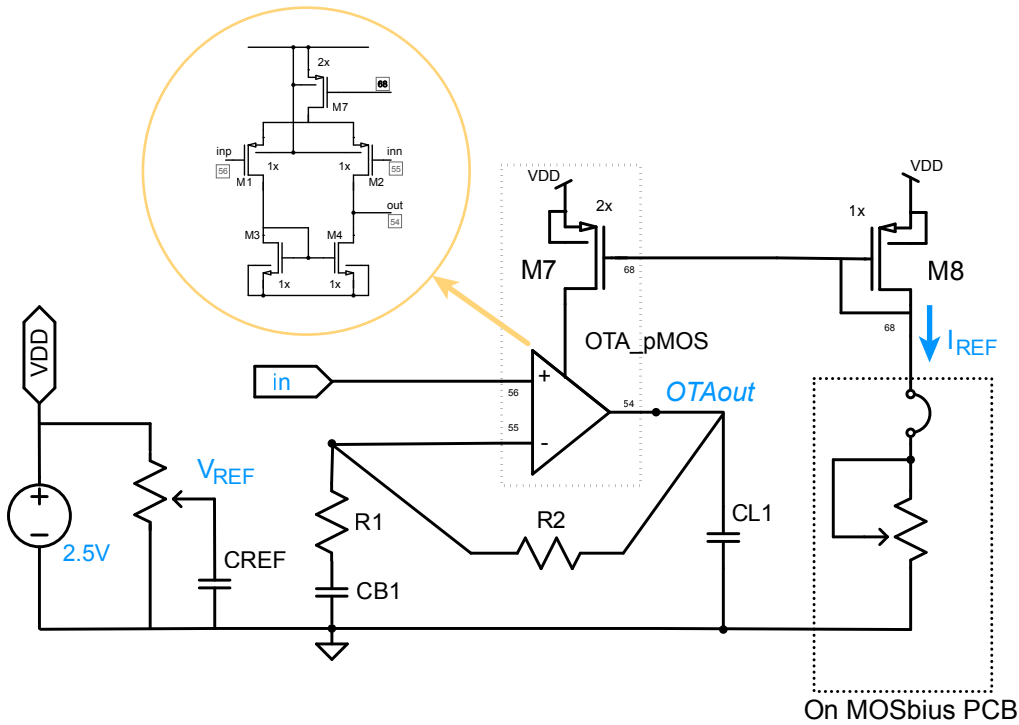 2x
68
M7
inp
inn
56
1x
1x
55
M1
M2
out
54
M3
M4
1x
1x
VDD
VDD
2x
1x
M7
68
M8
68
OTA_pMOS
IREF
VDD
in
+
56
54
OTAout
55
-
VREF
R1
R2
CL1
+
−
2.5V
CREF
CB1
On MOSbius PCB